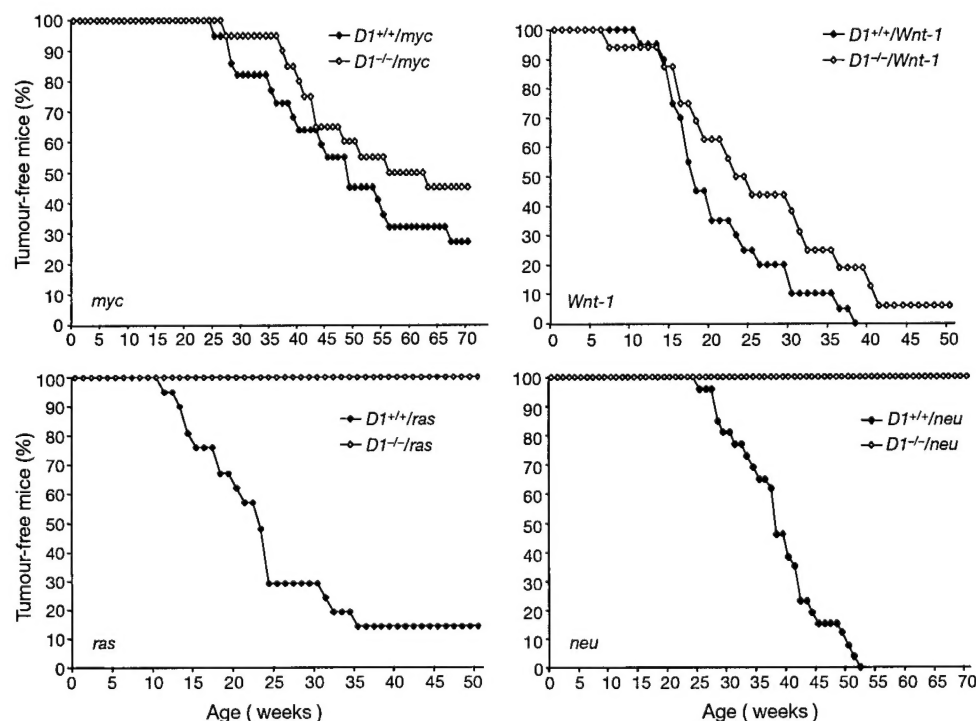 Tumour-free mice (%)
100
90
80
70
60
50
40
30
20
10
0
D1+/+/myc
D1–/–/myc
myc
0 5 10 15 20 25 30 35 40 45 50 55 60 65 70
100
90
80
70
60
50
40
30
20
10
0
D1+/+/Wnt-1
D1–/–/Wnt-1
Wnt-1
0 5 10 15 20 25 30 35 40 45 50
Tumour-free mice (%)
100
90
80
70
60
50
40
30
20
10
0
D1+/+/ras
D1–/–/ras
ras
0 5 10 15 20 25 30 35 40 45 50
Age ( weeks )
100
90
80
70
60
50
40
30
20
10
0
D1+/+/neu
D1–/–/neu
neu
0 5 10 15 20 25 30 35 40 45 50 60 70
Age ( weeks )